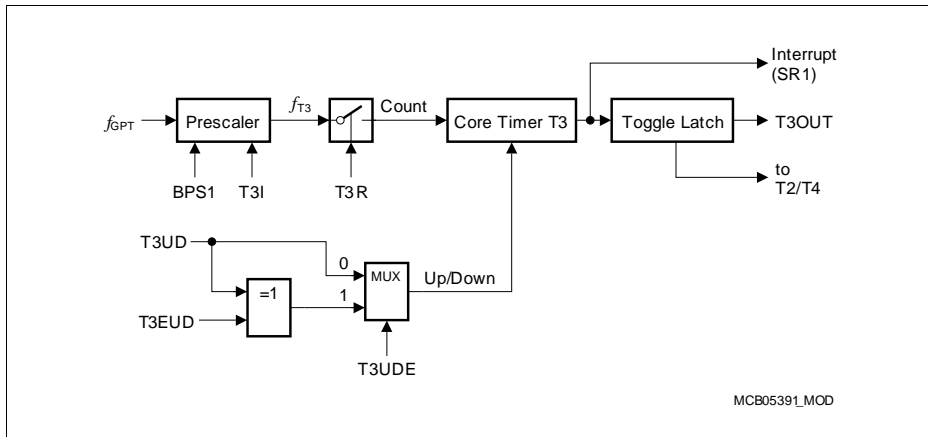 Interrupt
(SR1)
fGPT
Prescaler
fT3
Count
Core Timer T3
Toggle Latch
T3OUT
BPS1
T3I
T3R
to
T2/T4
T3UD
0
MUX
Up/Down
=1
1
T3EUD
T3UDE
MCB05391_MOD